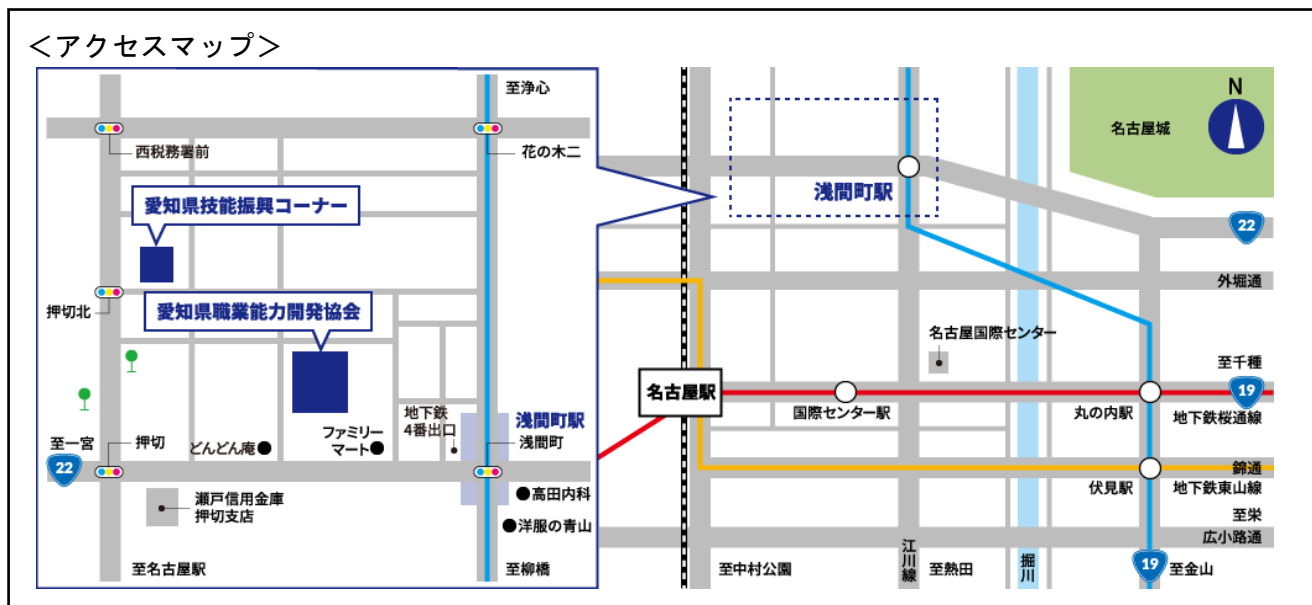 <アクセスマップ>
至浄心
西税務署前
花の木二
愛知県技能振興コーナー
押切北
愛知県職業能力開発協会
地下鉄
4番出口
浅間町駅
浅間町
至一宮
押切
どんどん庵
ファミリー
マート
22
瀬戸信用金庫
押切支店
高田内科
洋服の青山
至名古屋駅
至柳橋
N
名古屋城
浅間町駅
22
外堀通
名古屋国際センター
至千種
名古屋駅
19
国際センター駅
丸の内駅
地下鉄桜通線
錦通
伏見駅
地下鉄東山線
至栄
広小路通
至中村公園
江川線
至熱田
堀川
19
至金山